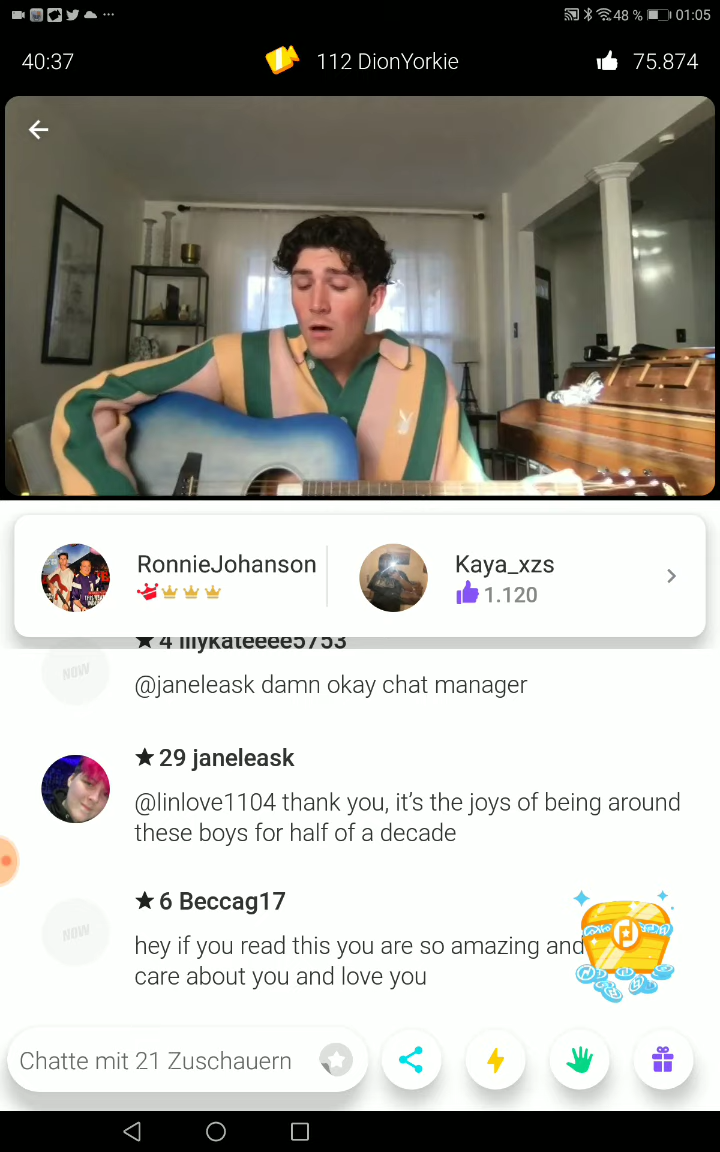 48 % 01:05
40:37 112 DionYorkie 75.874
RonnieJohanson Kaya_xzs
1.120
4 lilykateeee5753
NOW
@janeleask damn okay chat manager
29 janeleask
@linlove1104 thank you, it’s the joys of being around
these boys for half of a decade
6 Beccag17
NOW
hey if you read this you are so amazing and
care about you and love you
Chatte mit 21 Zuschauern